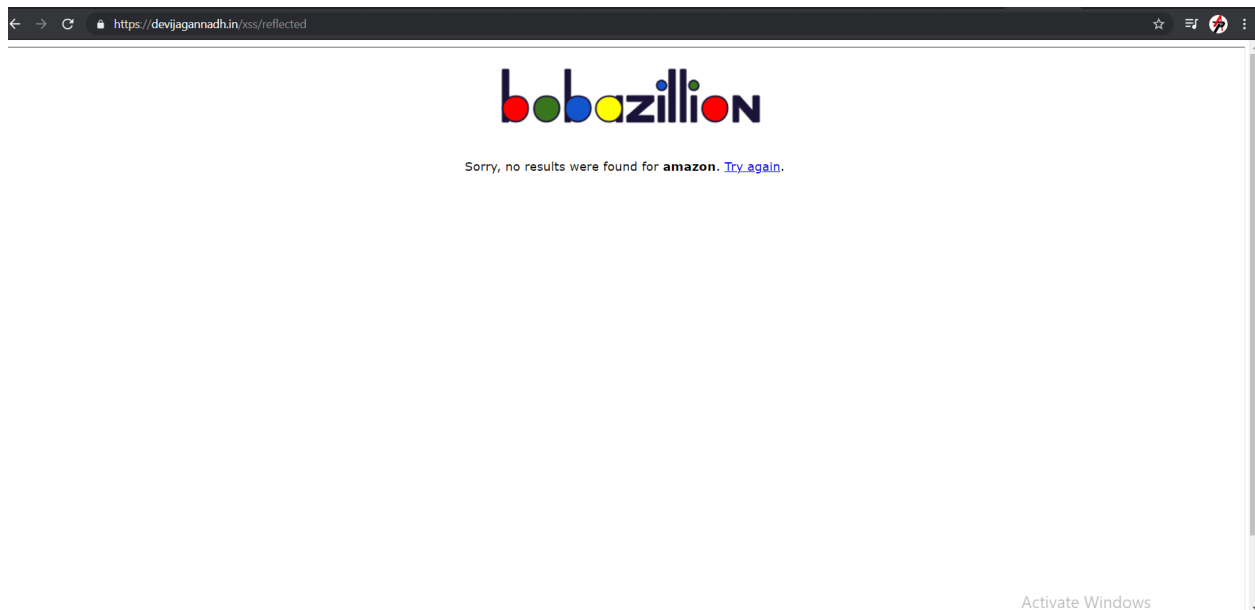 https://devijagannadh.in/xss/reflected
bobazillion
Sorry, no results were found for amazon. Try again.
Activate Windows